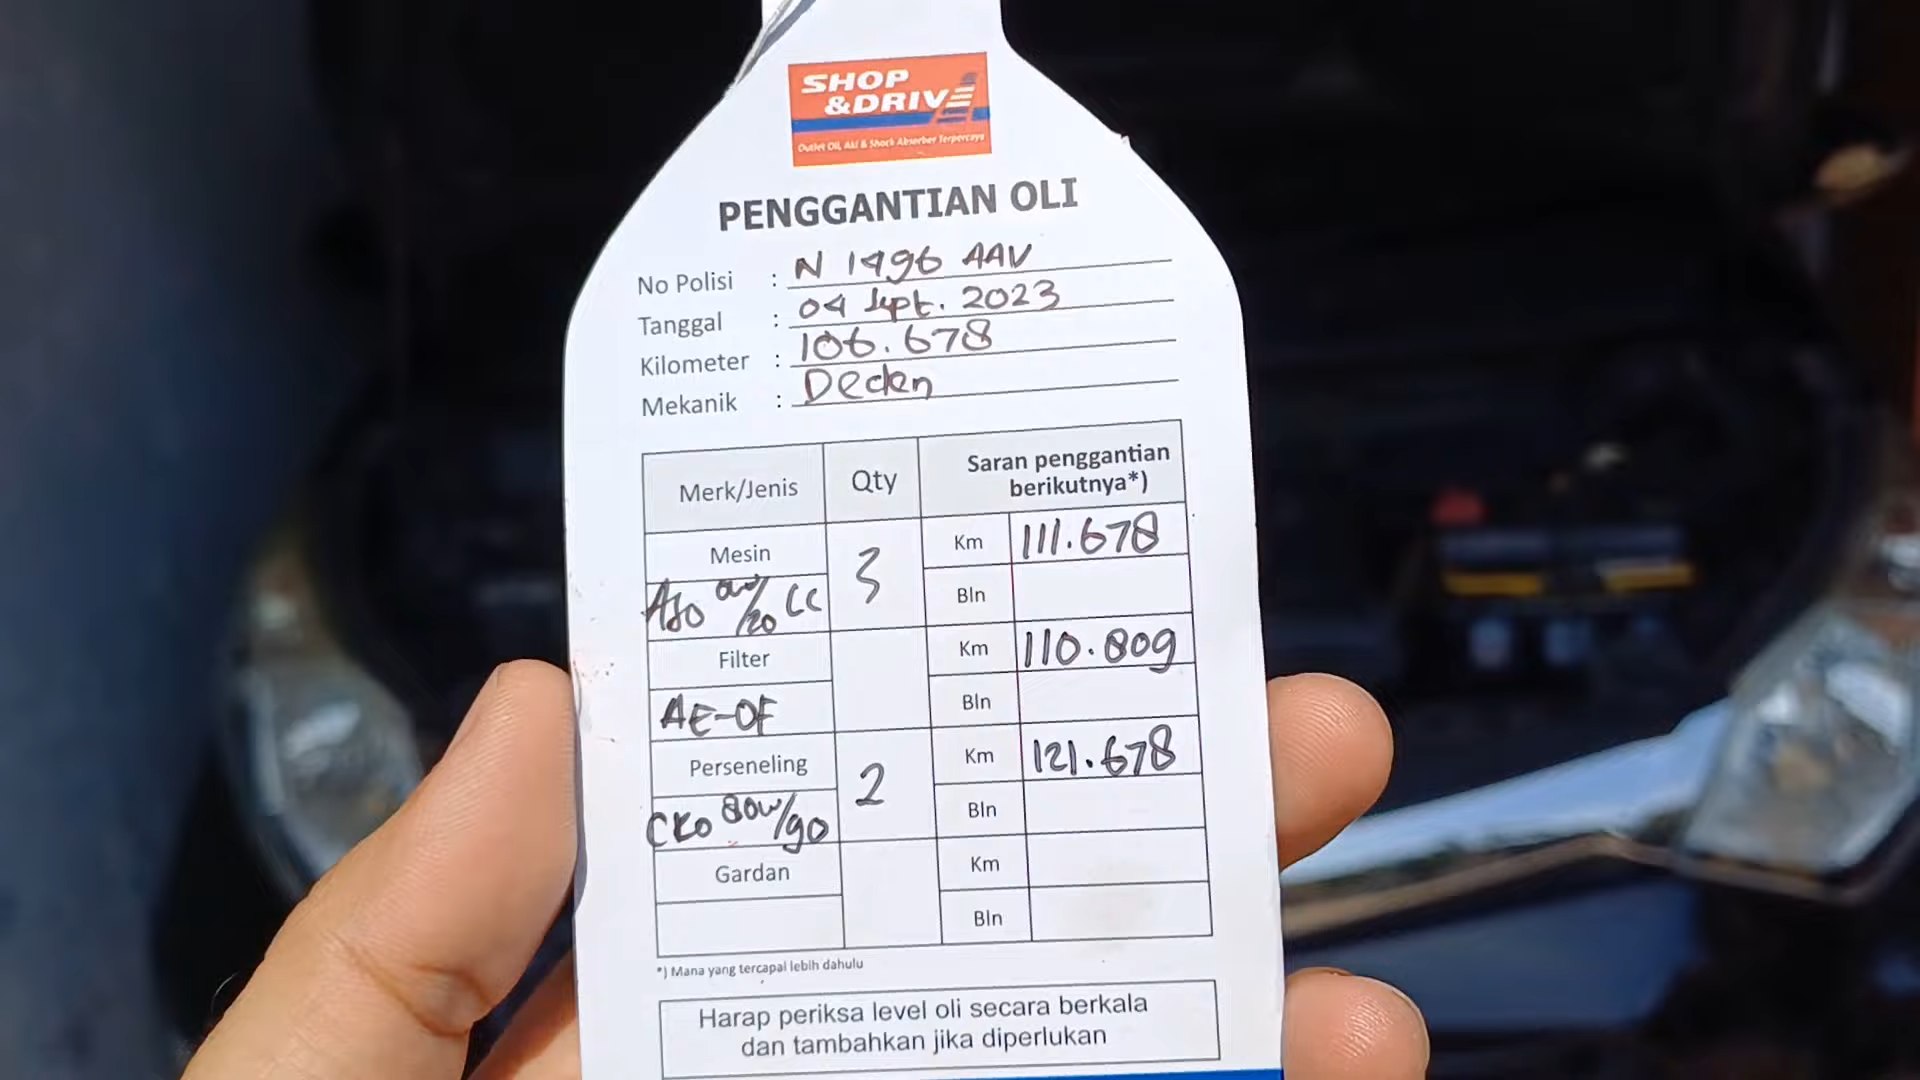 SHOP
&DRIVE
Outlet Oli, Aki & Shock Absorber Terpercaya
PENGGANTIAN OLI
No Polisi : N 1496 AAV
Tanggal : 04 Sept. 2023
Kilometer : 106.678
Mekanik : Deden
Merk/Jenis Qty Saran penggantian berikutnya*)
Mesin 3 Km 111.678
0W/20 CC Bln
Filter Km 110.809
AE-OF Bln
Perseneling 2 Km 121.678
CKO 80W/90 Bln
Gardan Km
Bln
*) Mana yang tercapai lebih dahulu
Harap periksa level oli secara berkala
dan tambahkan jika diperlukan